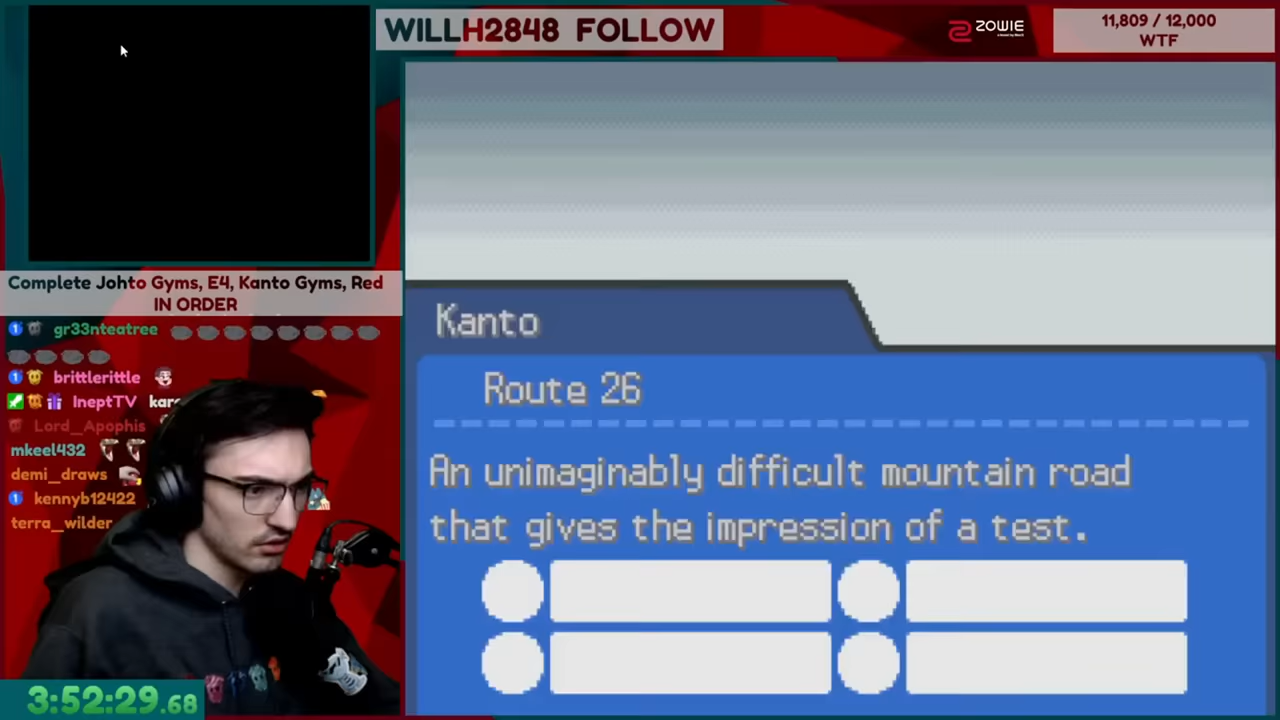 WILLH2848 FOLLOW
ZOWIE
11,809 / 12,000
WTF
Complete Johto Gyms, E4, Kanto Gyms, Red
IN ORDER
gr33nteatree
brittlerittle
IneptTV
Lord_Apophis
mkeel432
demi_draws
kennyb12422
terra_wilder
3:52:29.68
Kanto
Route 26
An unimaginably difficult mountain road
that gives the impression of a test.